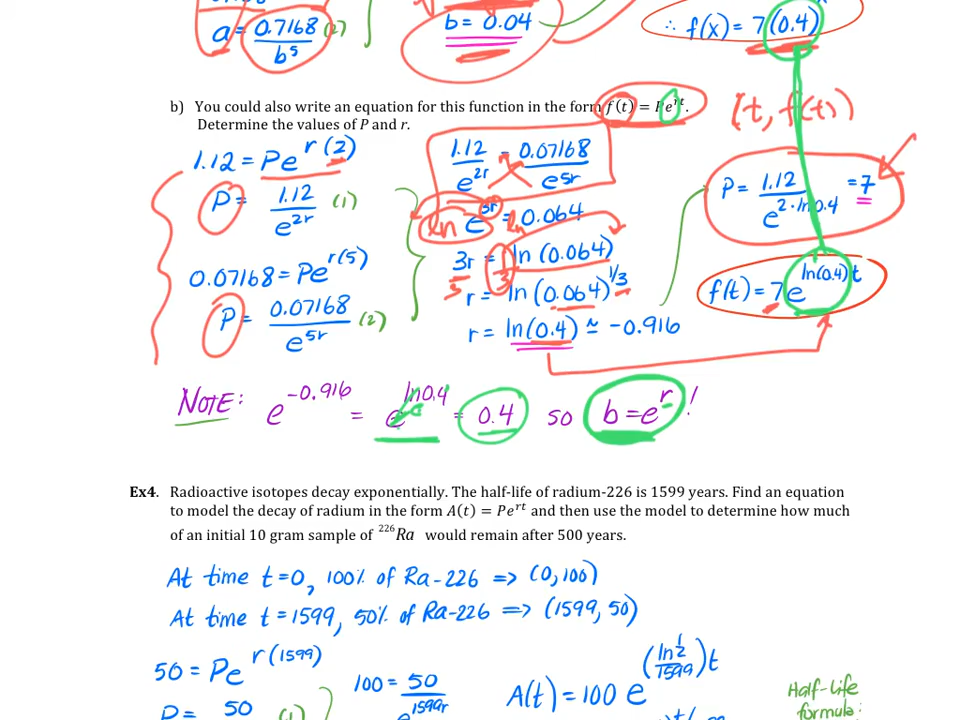 a = 0.7168/b⁵ (2)
b = 0.04
∴ f(x) = 7(0.4)
b) You could also write an equation for this function in the form f(t) = Pe^rt.
Determine the values of P and r.
(t, f(t))
1.12 = Pe^r(2)
P = 1.12/e^2r (1)
0.07168 = Pe^r(5)
P = 0.07168/e^5r (2)
1.12/e^2r = 0.07168/e^5r
ln e^3r = ln 0.064
3r/3 = 1/3 ln (0.064)
r = ln (0.064)^1/3
r = ln(0.4) ≃ -0.916
P = 1.12/e^2·ln0.4 = 7
f(t) = 7e^ln(0.4)t
NOTE: e^-0.916 = e^ln0.4 = 0.4 so b = e^r !
Ex4. Radioactive isotopes decay exponentially. The half-life of radium-226 is 1599 years. Find an equation
to model the decay of radium in the form A(t) = Pe^rt and then use the model to determine how much
of an initial 10 gram sample of ²²⁶Ra would remain after 500 years.
At time t=0, 100% of Ra-226 => (0,100)
At time t=1599, 50% of Ra-226 => (1599, 50)
50 = Pe^r(1599)
P = 50 (1)
100 = 50/e^1599r
A(t) = 100 e^(ln½/1599)t
Half-life
formula: